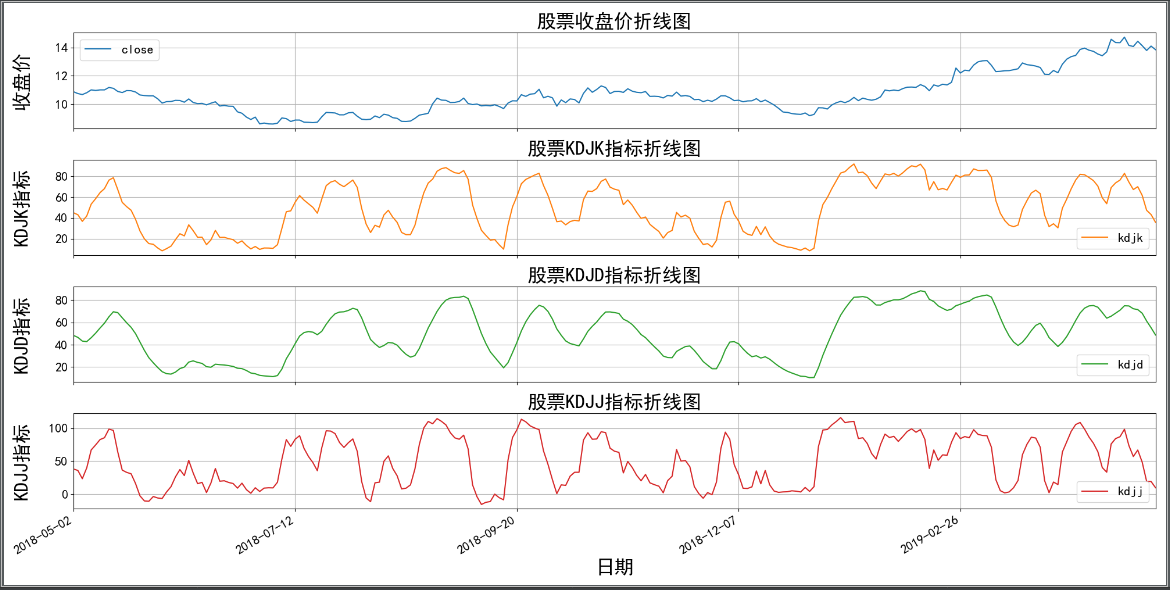 股票收盘价折线图
收盘价
14
12
10
close
股票KDJK指标折线图
KDJK指标
80
60
40
20
kdjk
股票KDJD指标折线图
KDJD指标
80
60
40
20
kdjd
股票KDJJ指标折线图
KDJJ指标
100
50
0
kdjj
2018-05-02
2018-07-12
2018-09-20
2018-12-07
2019-02-26
日期